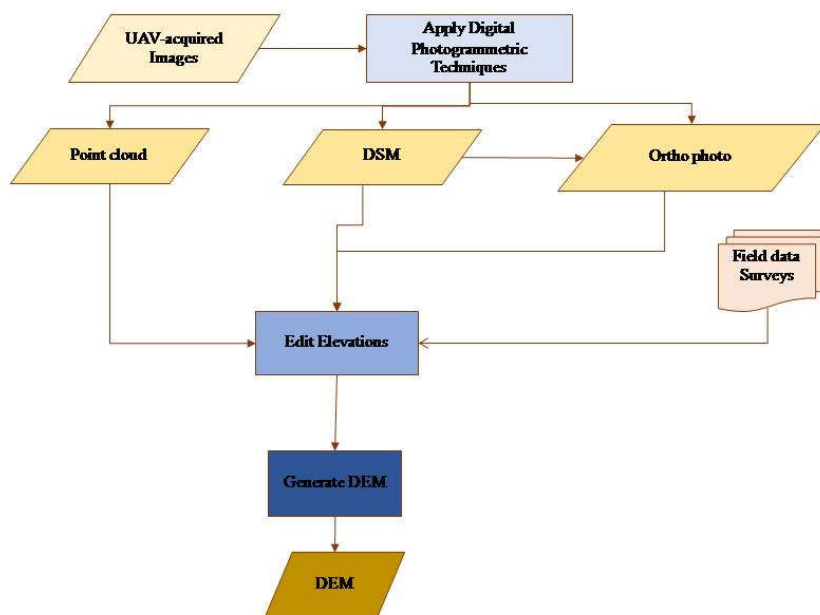 UAV-acquired
Images
Apply Digital
Photogrammetric
Techniques
Point cloud
DSM
Ortho photo
Field data
Surveys
Edit Elevations
Generate DEM
DEM